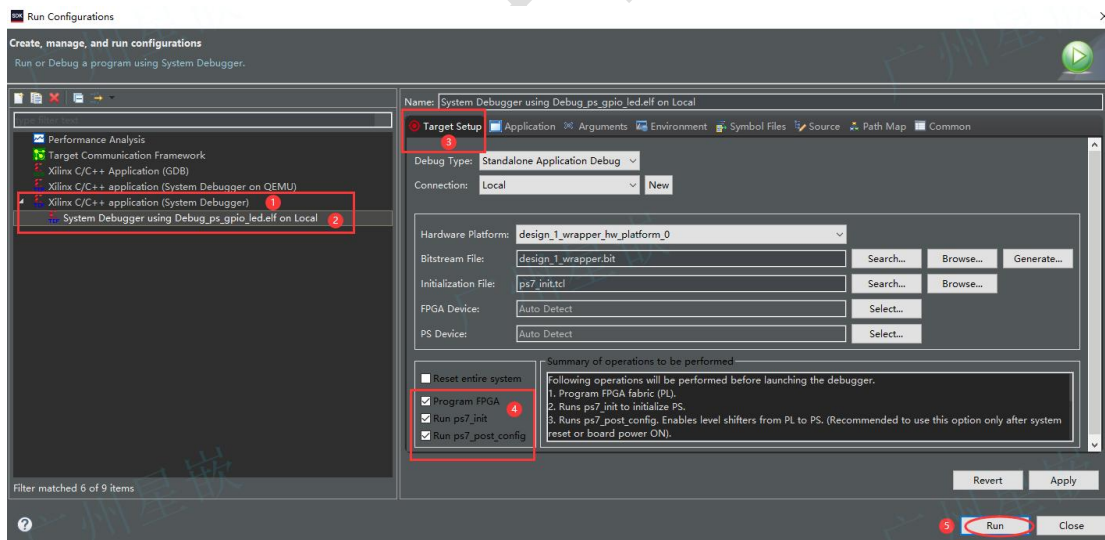 SDK Run Configurations
Create, manage, and run configurations
Run or Debug a program using System Debugger.
type filter text
Performance Analysis
Target Communication Framework
Xilinx C/C++ Application (GDB)
Xilinx C/C++ application (System Debugger on QEMU)
Xilinx C/C++ application (System Debugger) 1
System Debugger using Debug_ps_gpio_led.elf on Local 2
Filter matched 6 of 9 items
Name: System Debugger using Debug_ps_gpio_led.elf on Local
Target Setup Application Arguments Environment Symbol Files Source Path Map Common
3
Debug Type: Standalone Application Debug
Connection: Local New
Hardware Platform: design_1_wrapper_hw_platform_0
Bitstream File: design_1_wrapper.bit Search... Browse... Generate...
Initialization File: ps7_init.tcl Search... Browse...
FPGA Device: Auto Detect Select...
PS Device: Auto Detect Select...
Reset entire system
Program FPGA
Run ps7_init
Run ps7_post_config
4
Summary of operations to be performed
Following operations will be performed before launching the debugger.
1. Program FPGA fabric (PL).
2. Runs ps7_init to initialize PS.
3. Runs ps7_post_config. Enables level shifters from PL to PS. (Recommended to use this option only after system
reset or board power ON).
Revert Apply
5 Run Close
广州星嵌